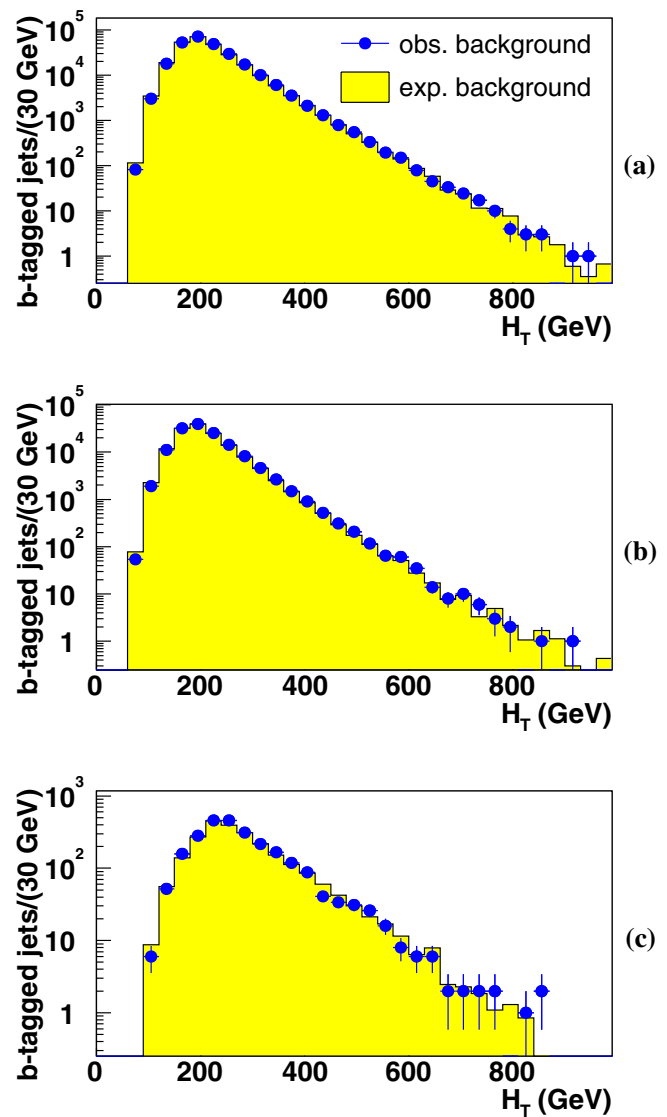 b-tagged jets/(30 GeV)
10^5
10^4
10^3
10^2
10
1
obs. background
exp. background
(a)
0 200 400 600 800
H_T (GeV)
b-tagged jets/(30 GeV)
10^5
10^4
10^3
10^2
10
1
(b)
0 200 400 600 800
H_T (GeV)
b-tagged jets/(30 GeV)
10^3
10^2
10
1
(c)
0 200 400 600 800
H_T (GeV)